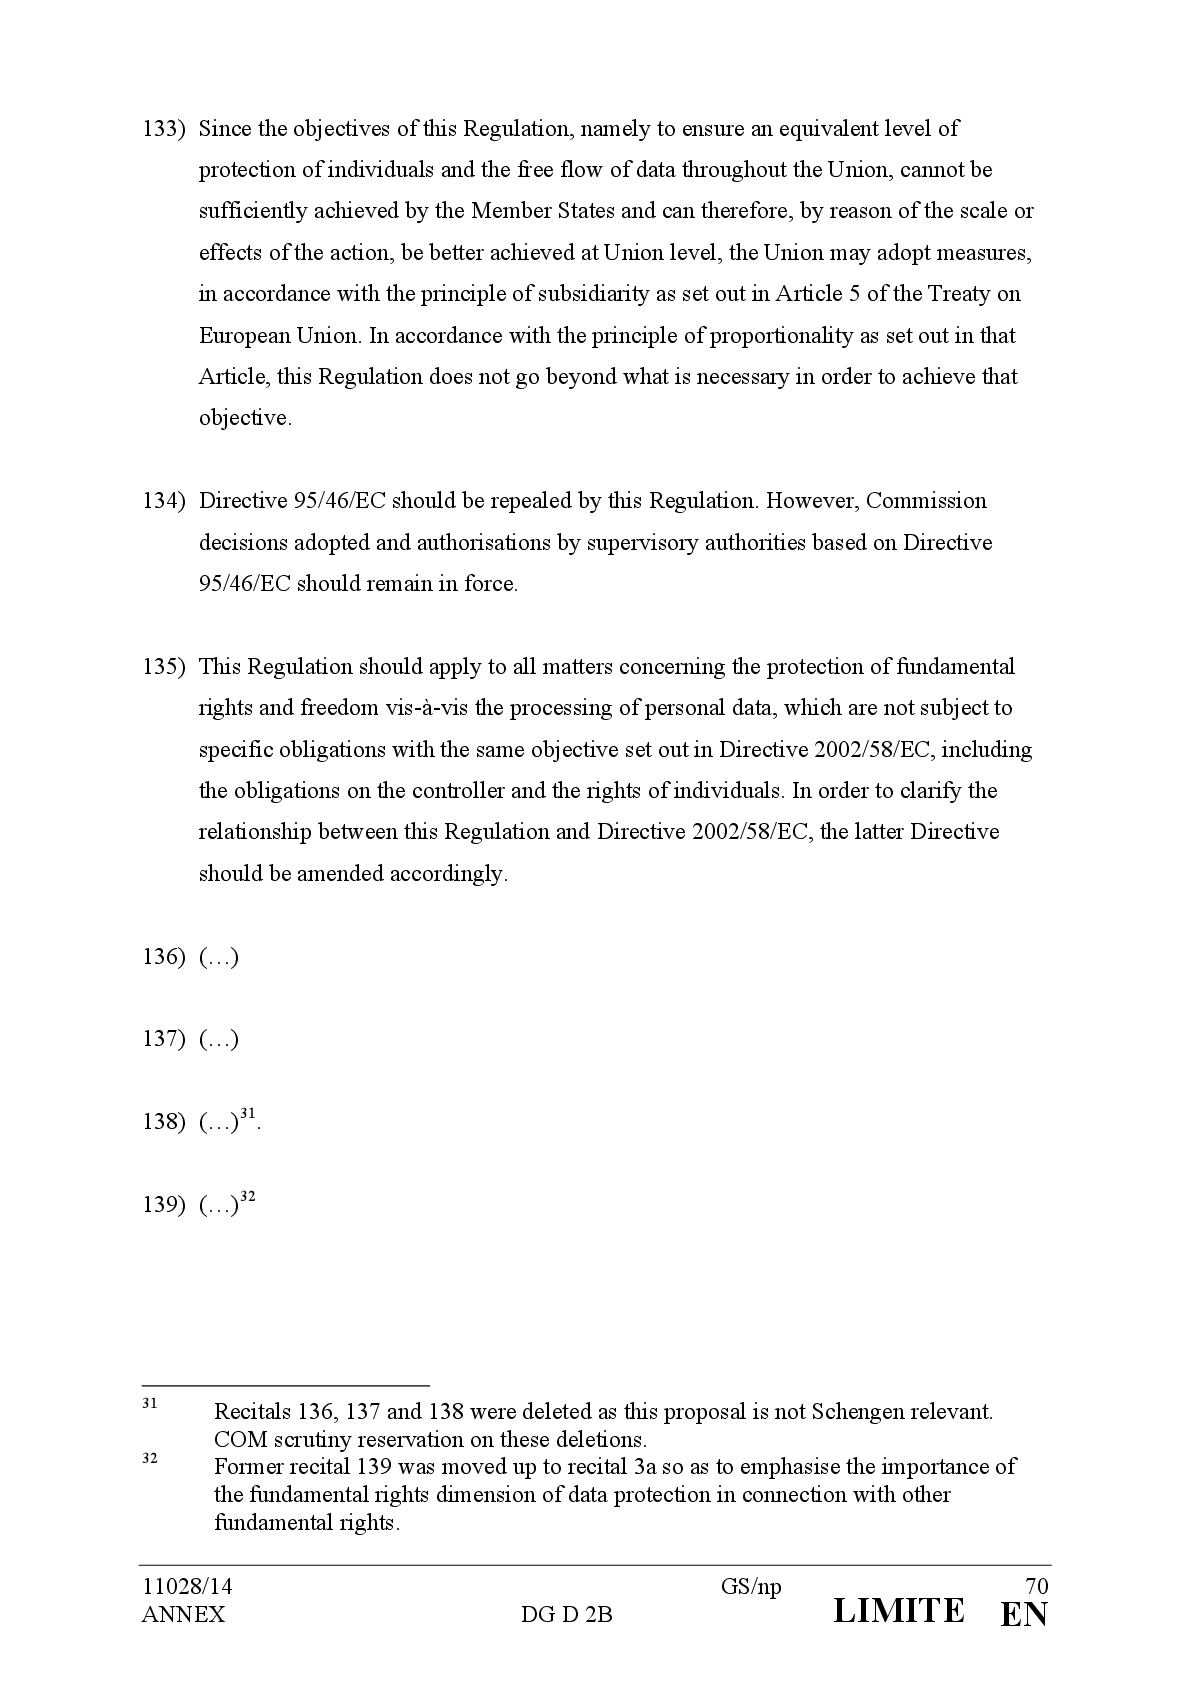 133) Since the objectives of this Regulation, namely to ensure an equivalent level of
protection of individuals and the free flow of data throughout the Union, cannot be
sufficiently achieved by the Member States and can therefore, by reason of the scale or
effects of the action, be better achieved at Union level, the Union may adopt measures,
in accordance with the principle of subsidiarity as set out in Article 5 of the Treaty on
European Union. In accordance with the principle of proportionality as set out in that
Article, this Regulation does not go beyond what is necessary in order to achieve that
objective.
134) Directive 95/46/EC should be repealed by this Regulation. However, Commission
decisions adopted and authorisations by supervisory authorities based on Directive
95/46/EC should remain in force.
135) This Regulation should apply to all matters concerning the protection of fundamental
rights and freedom vis-à-vis the processing of personal data, which are not subject to
specific obligations with the same objective set out in Directive 2002/58/EC, including
the obligations on the controller and the rights of individuals. In order to clarify the
relationship between this Regulation and Directive 2002/58/EC, the latter Directive
should be amended accordingly.
136) (…)
137) (…)
138) (…)31.
139) (…)32
31 Recitals 136, 137 and 138 were deleted as this proposal is not Schengen relevant.
COM scrutiny reservation on these deletions.
32 Former recital 139 was moved up to recital 3a so as to emphasise the importance of
the fundamental rights dimension of data protection in connection with other
fundamental rights.
11028/14 GS/np 70
ANNEX DG D 2B LIMITE EN